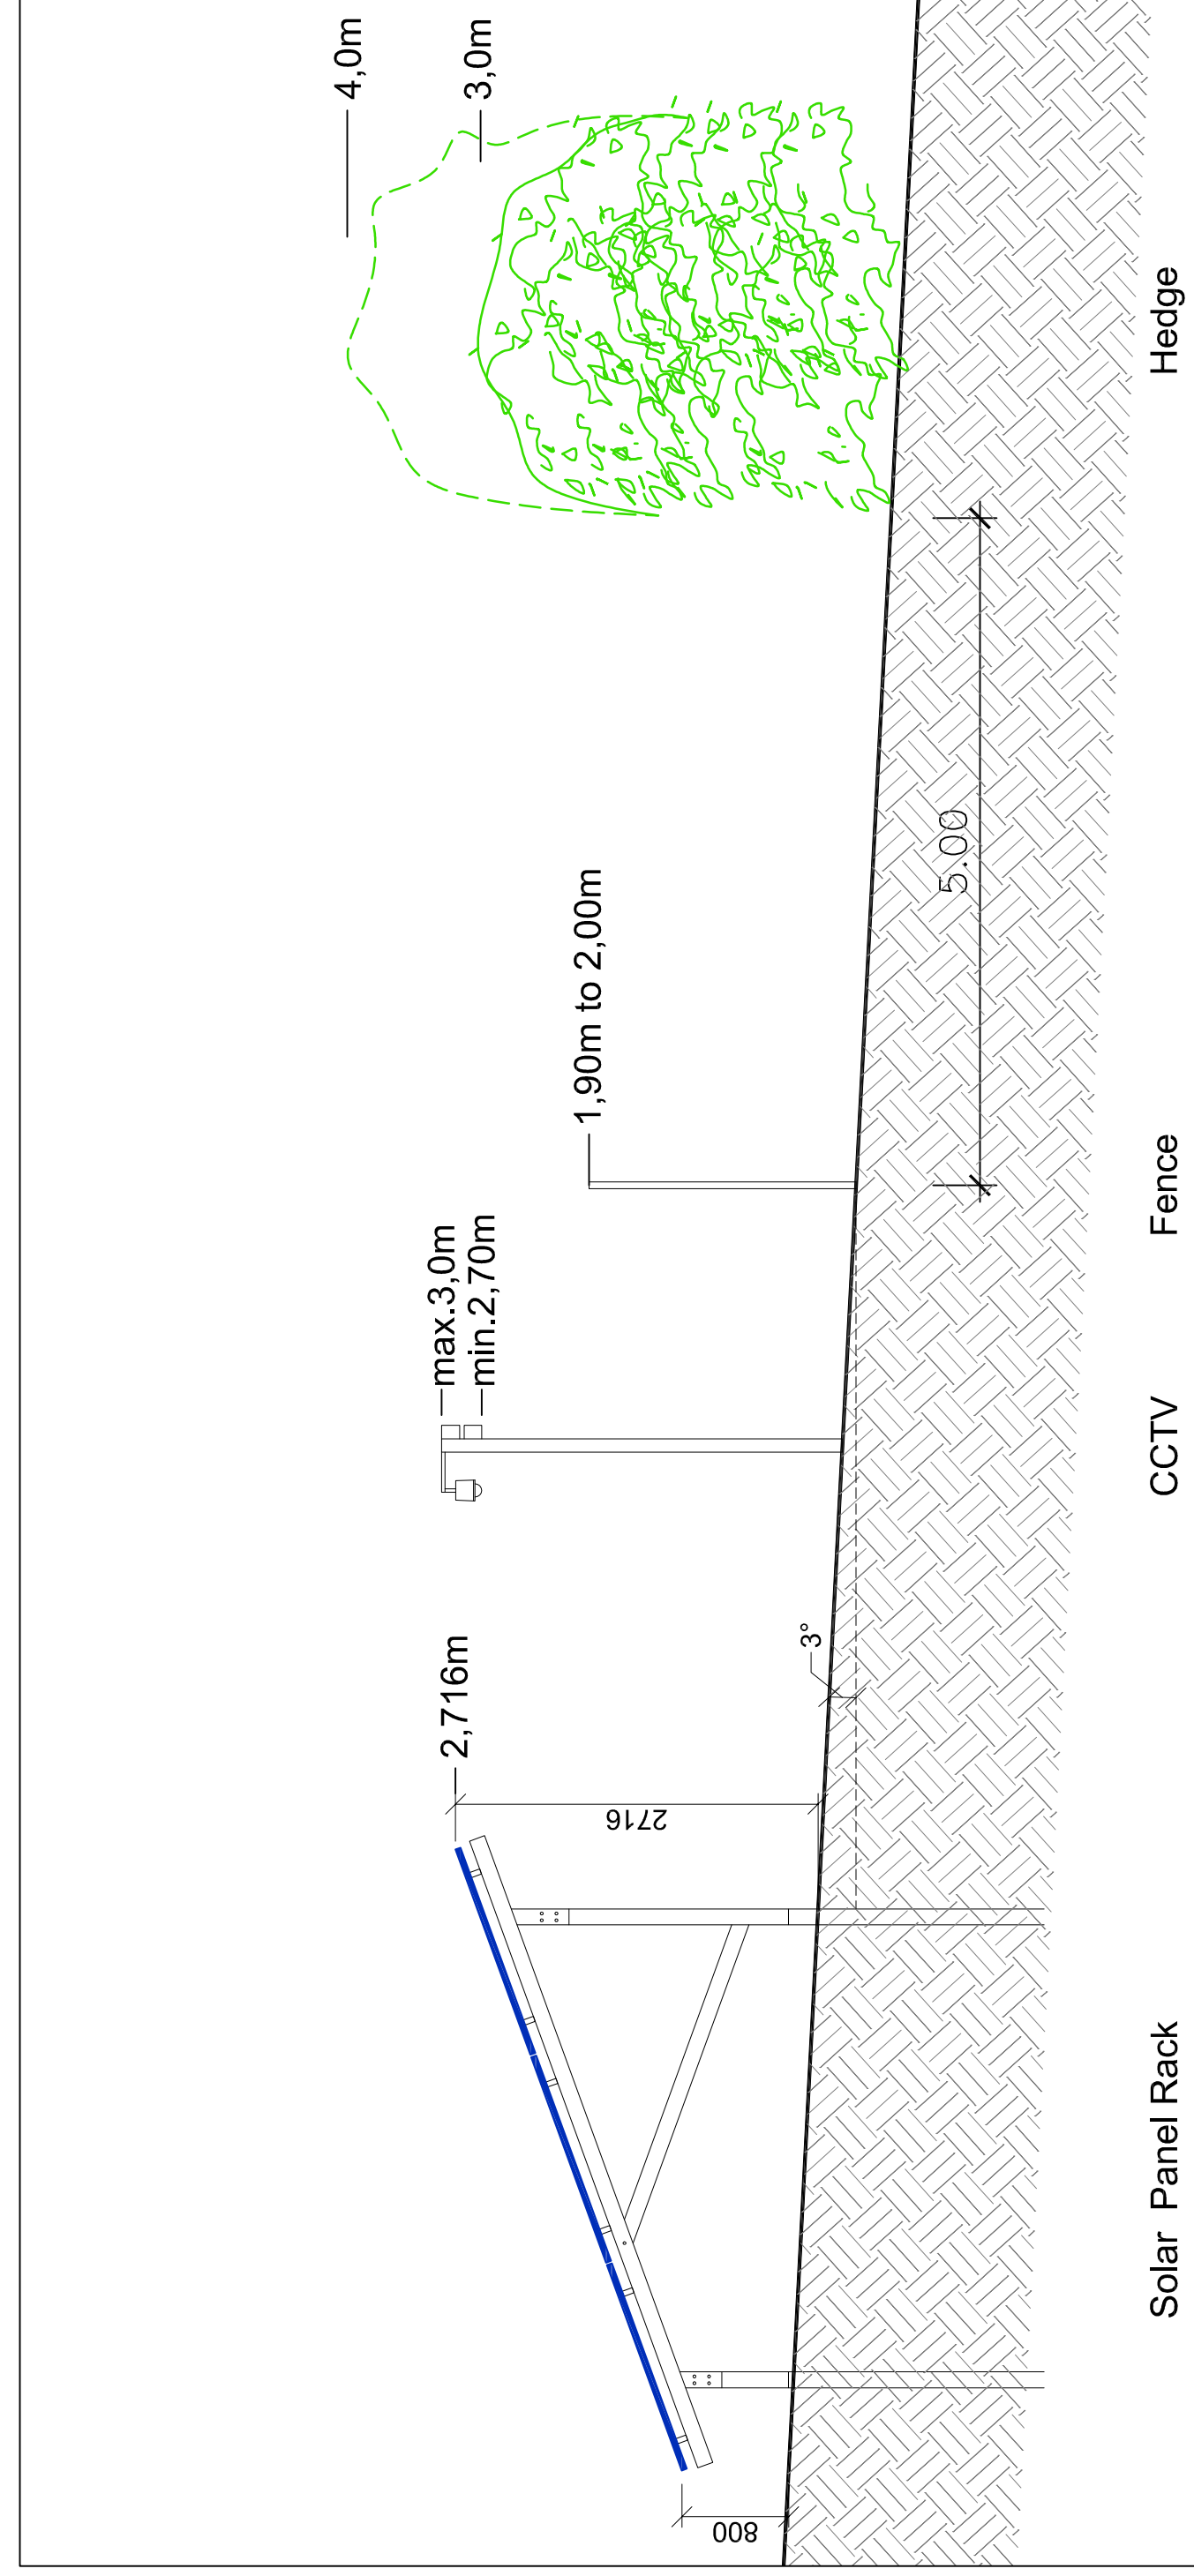 4,0m
3,0m
1,90m to 2,00m
max.3,0m
min.2,70m
2,716m
2716
3°
800
5.00
Solar Panel Rack
CCTV
Fence
Hedge